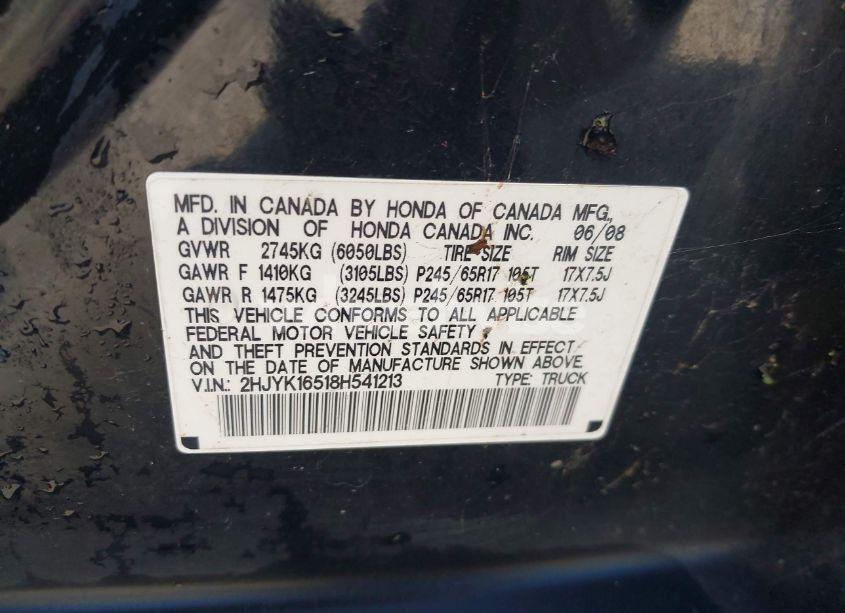 MFD. IN CANADA BY HONDA OF CANADA MFG.,
A DIVISION OF HONDA CANADA INC. 06/08
GVWR 2745KG (6050LBS) TIRE SIZE RIM SIZE
GAWR F 1410KG (3105LBS) P245/65R17 105T 17X7.5J
GAWR R 1475KG (3245LBS) P245/65R17 105T 17X7.5J
THIS VEHICLE CONFORMS TO ALL APPLICABLE
FEDERAL MOTOR VEHICLE SAFETY
AND THEFT PREVENTION STANDARDS IN EFFECT
ON THE DATE OF MANUFACTURE SHOWN ABOVE.
V.I.N.: 2HJYK16518H541213 TYPE: TRUCK